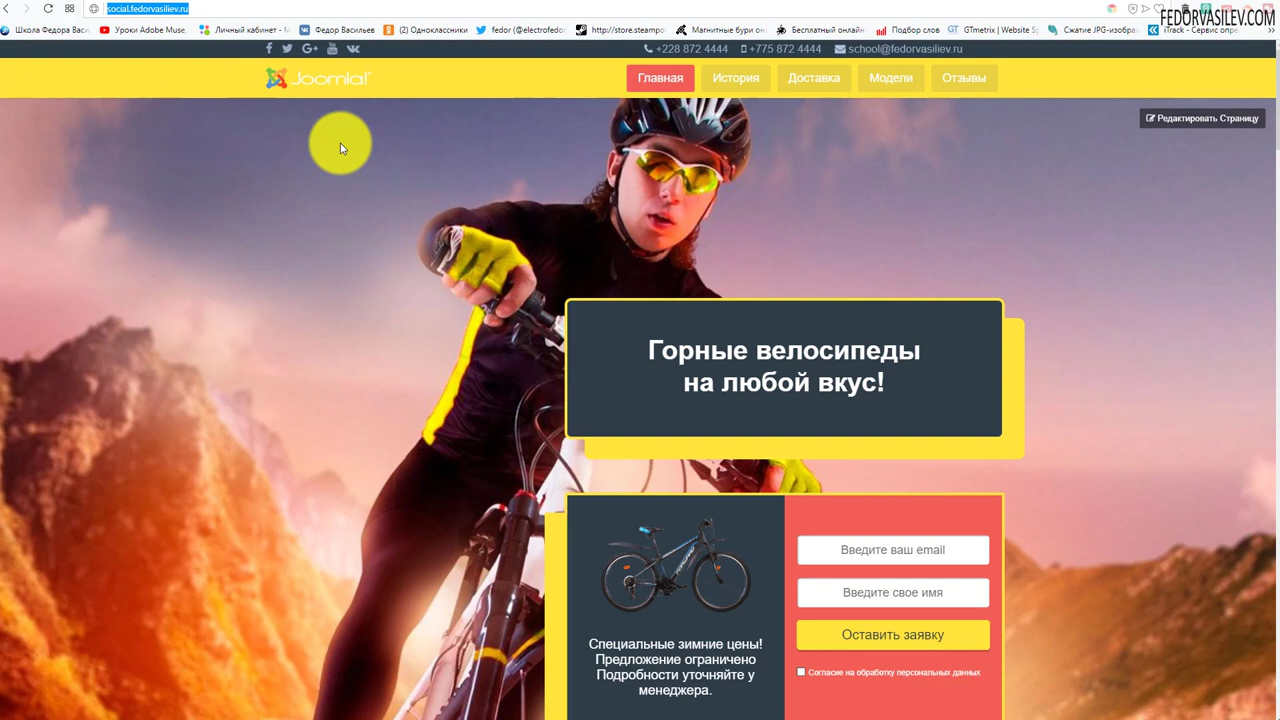 social.fedorvasiliev.ru
FEDORVASILEV.COM
Школа Федора Васи.
Уроки Adobe Muse,
Личный кабинет - М
Федор Васильев
(2) Одноклассники
fedor (@electrofedor
http://store.steampo
Магнитные бури он
Бесплатный онлайн
Подбор слов
GTmetrix | Website Sp
Сжатие JPG-изобра
iTrack - Сервис опре,
+228 872 4444
+775 872 4444
school@fedorvasiliev.ru
Joomla!
Главная
История
Доставка
Модели
Отзывы
Редактировать Страницу
Горные велосипеды
на любой вкус!
Введите ваш email
Введите свое имя
Оставить заявку
Согласие на обработку персональных данных
Специальные зимние цены!
Предложение ограничено
Подробности уточняйте у
менеджера.